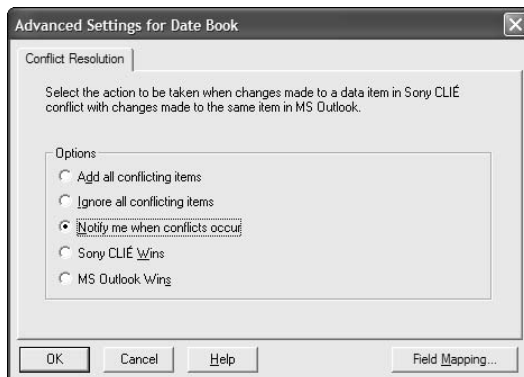 Advanced Settings for Date Book
Conflict Resolution
Select the action to be taken when changes made to a data item in Sony CLIÉ
conflict with changes made to the same item in MS Outlook.
Options
Add all conflicting items
Ignore all conflicting items
Notify me when conflicts occur
Sony CLIÉ Wins
MS Outlook Wins
OK Cancel Help Field Mapping...